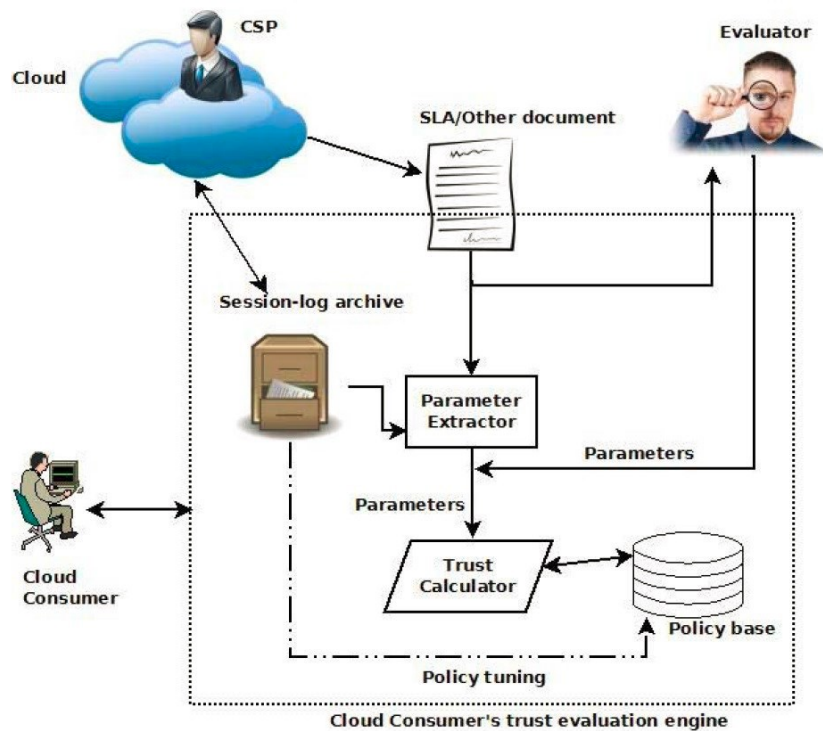 CSP
Evaluator
Cloud
SLA/Other document
Session-log archive
Parameter
Extractor
Parameters
Parameters
Trust
Calculator
Cloud
Consumer
Policy base
Policy tuning
Cloud Consumer's trust evaluation engine